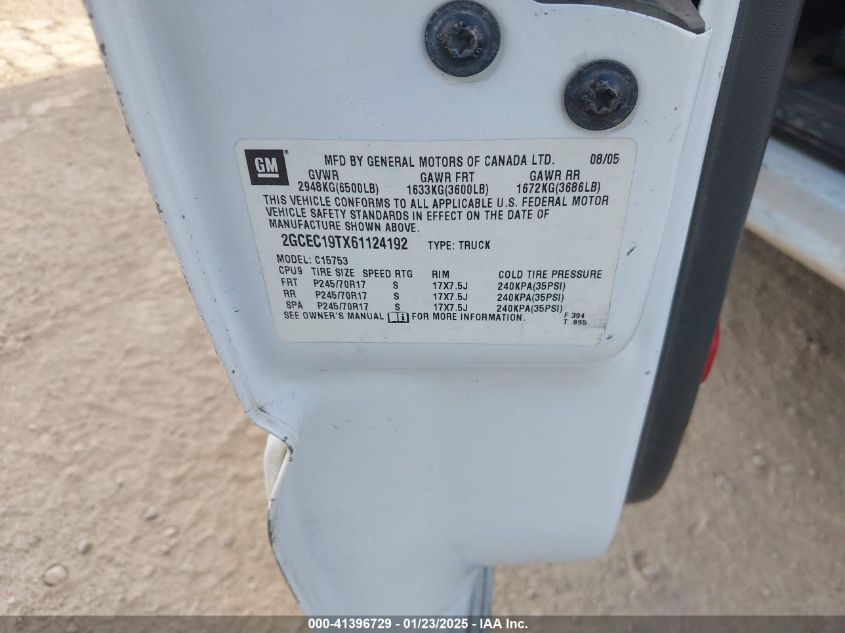 GM ® MFD BY GENERAL MOTORS OF CANADA LTD. 08/05
GVWR GAWR FRT GAWR RR
2948KG(6500LB) 1633KG(3600LB) 1672KG(3686LB)
THIS VEHICLE CONFORMS TO ALL APPLICABLE U.S. FEDERAL MOTOR
VEHICLE SAFETY STANDARDS IN EFFECT ON THE DATE OF
MANUFACTURE SHOWN ABOVE.
2GCEC19TX61124192 TYPE: TRUCK
MODEL: C15753
CPU9 TIRE SIZE SPEED RTG RIM COLD TIRE PRESSURE
FRT P245/70R17 S 17X7.5J 240KPA(35PSI)
RR P245/70R17 S 17X7.5J 240KPA(35PSI)
SPA P245/70R17 S 17X7.5J 240KPA(35PSI)
SEE OWNER'S MANUAL i FOR MORE INFORMATION. F 394
T 895
000-41396729 - 01/23/2025 - IAA Inc.